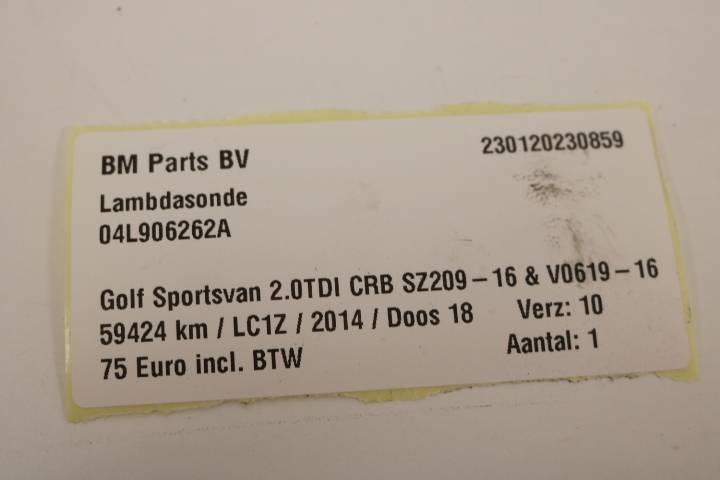 BM Parts BV 230120230859
Lambdasonde
04L906262A
Golf Sportsvan 2.0TDI CRB SZ209-16 & V0619-16
59424 km / LC1Z / 2014 / Doos 18 Verz: 10
75 Euro incl. BTW Aantal: 1